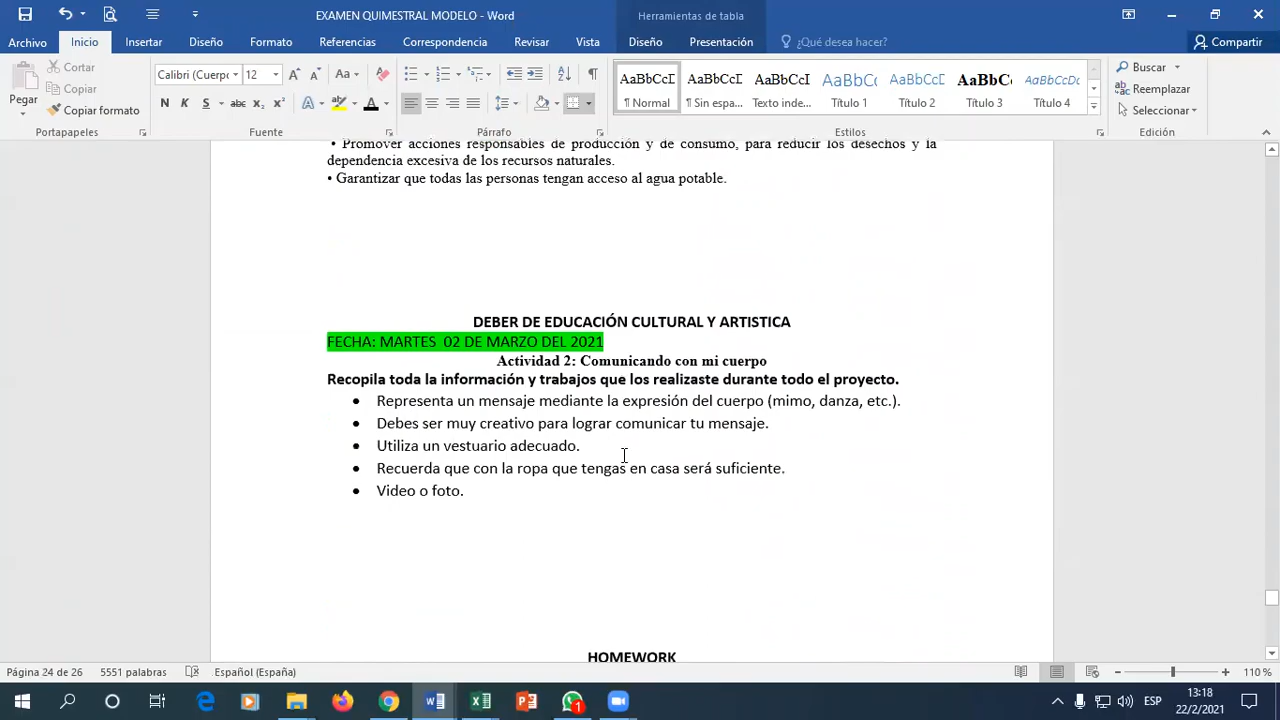 EXAMEN QUIMESTRAL MODELO - Word
Herramientas de tabla
Archivo Inicio Insertar Diseño Formato Referencias Correspondencia Revisar Vista Diseño Presentación ¿Qué desea hacer? Compartir
Pegar
Cortar
Copiar
Copiar formato
Portapapeles
Calibri (Cuerpo 12
Fuente
Párrafo
AaBbCcD AaBbCcD AaBbCcI AaBbCc AaBbCcD AaBbC AaBbCcDc
¶ Normal ¶ Sin espa... Texto inde... Título 1 Título 2 Título 3 Título 4
Estilos
Buscar
Reemplazar
Seleccionar
Edición
• Promover acciones responsables de producción y de consumo, para reducir los desechos y la
dependencia excesiva de los recursos naturales.
• Garantizar que todas las personas tengan acceso al agua potable.
DEBER DE EDUCACIÓN CULTURAL Y ARTISTICA
FECHA: MARTES 02 DE MARZO DEL 2021
Actividad 2: Comunicando con mi cuerpo
Recopila toda la información y trabajos que los realizaste durante todo el proyecto.
• Representa un mensaje mediante la expresión del cuerpo (mimo, danza, etc.).
• Debes ser muy creativo para lograr comunicar tu mensaje.
• Utiliza un vestuario adecuado.
• Recuerda que con la ropa que tengas en casa será suficiente.
• Video o foto.
HOMEWORK
Página 24 de 26 5551 palabras Español (España) 110 %
ESP
13:18
22/2/2021